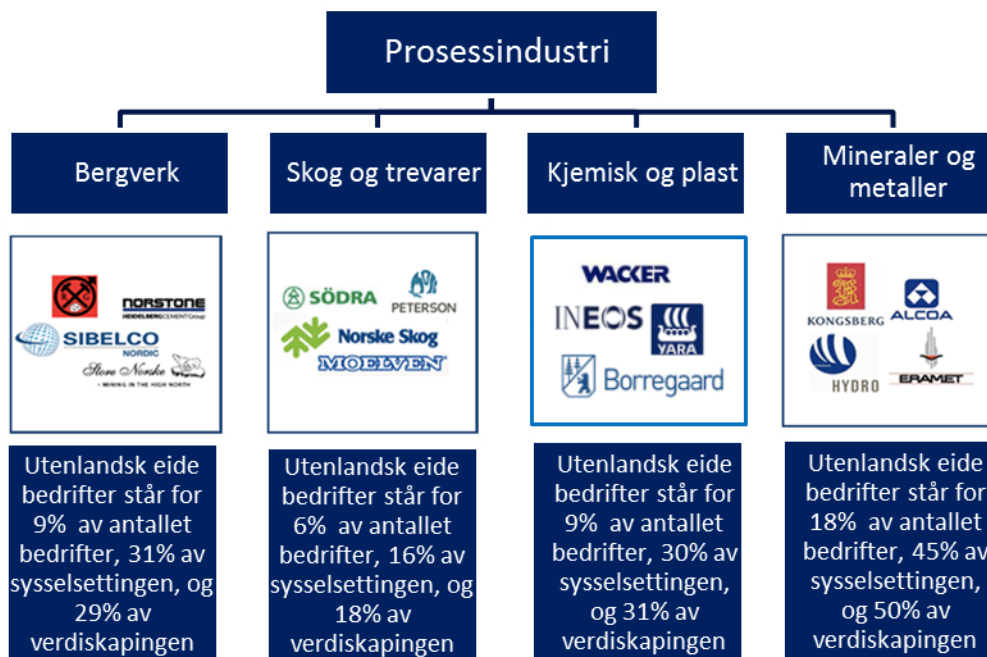 Prosessindustri
Bergverk
Skog og trevarer
Kjemisk og plast
Mineraler og
metaller
NORSTONE
HEIDELBERGCEMENT Group
SIBELCO
NORDIC
Store Norske
- MINING IN THE HIGH NORTH
SÖDRA
PETERSON
Norske Skog
MOELVEN
WACKER
INEOS
YARA
Borregaard
KONGSBERG
ALCOA
HYDRO
ERAMET
Utenlandsk eide
bedrifter står for
9% av antallet
bedrifter, 31% av
sysselsettingen, og
29% av
verdiskapingen
Utenlandsk eide
bedrifter står for
6% av antallet
bedrifter, 16% av
sysselsettingen, og
18% av
verdiskapingen
Utenlandsk eide
bedrifter står for
9% av antallet
bedrifter, 30% av
sysselsettingen,
og 31% av
verdiskapingen
Utenlandsk eide
bedrifter står for
18% av antallet
bedrifter, 45% av
sysselsettingen,
og 50% av
verdiskapingen